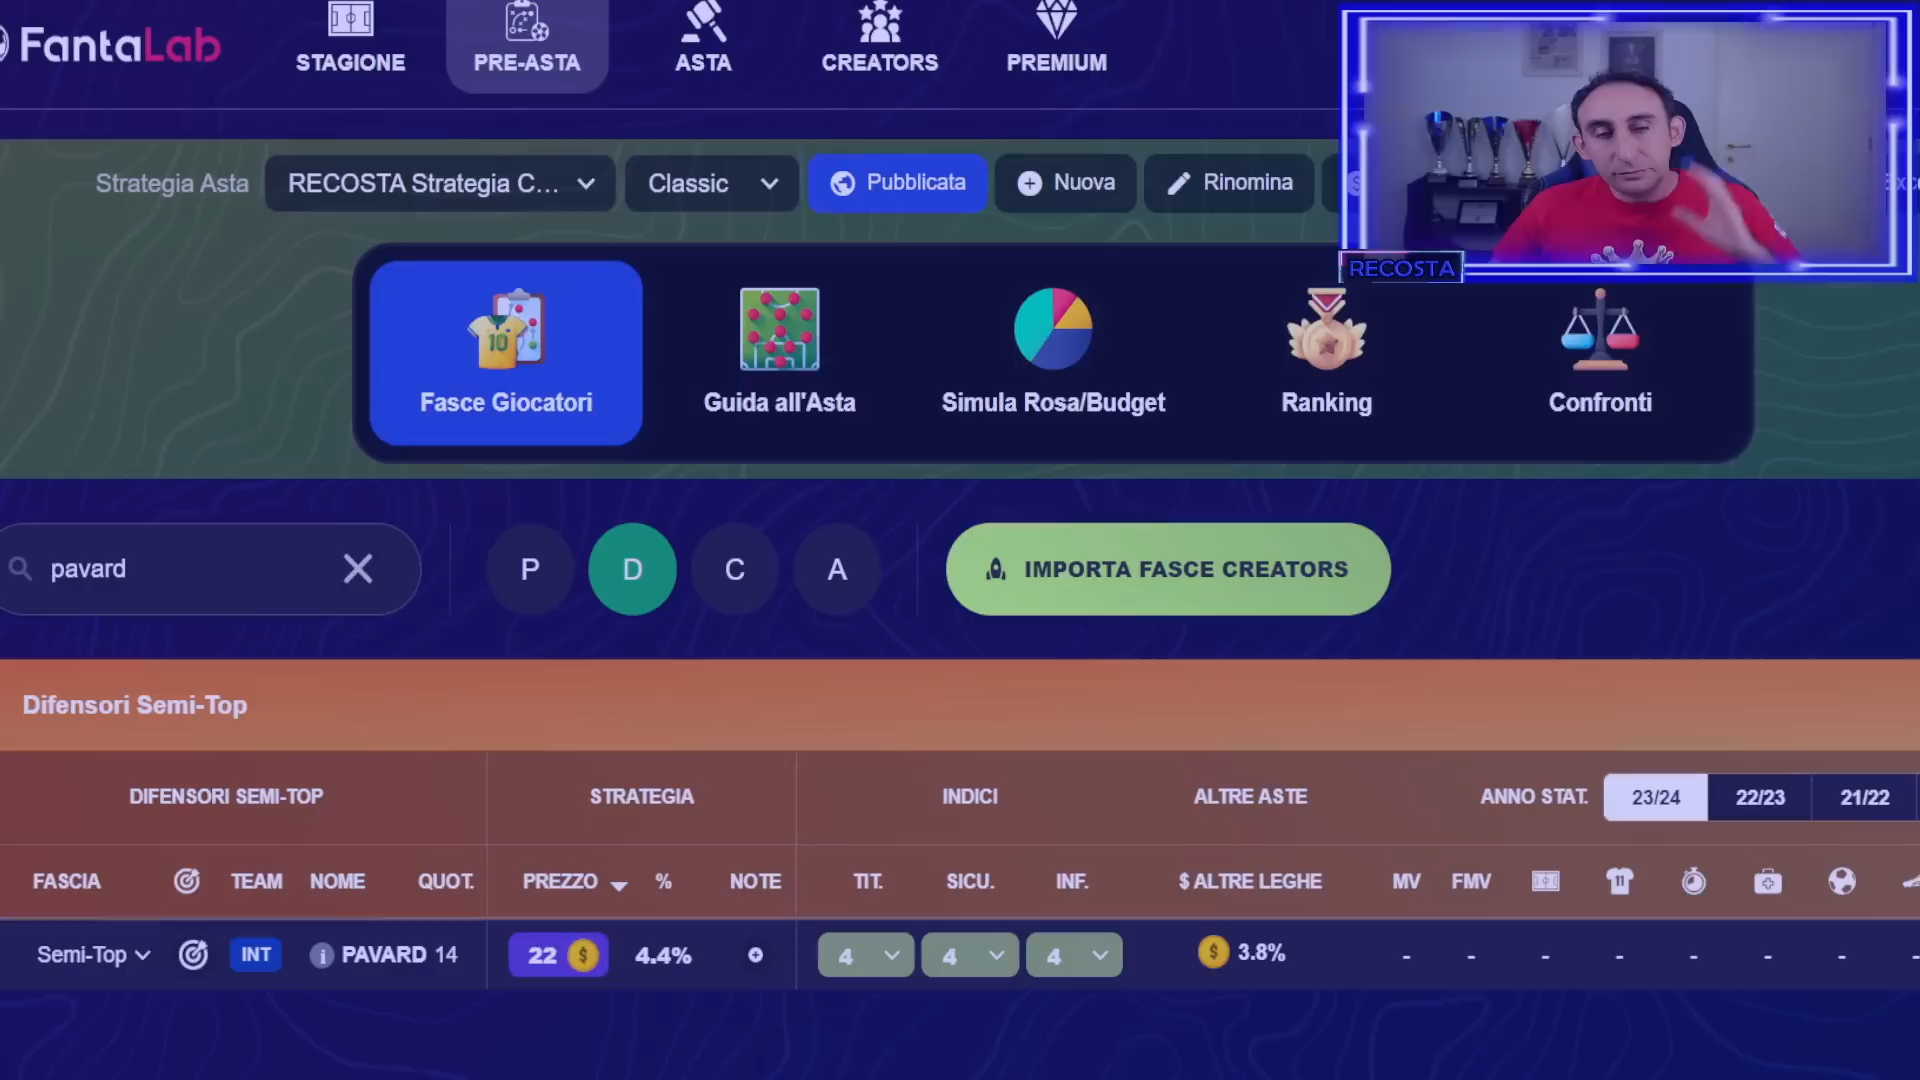 FantaLab
STAGIONE
PRE-ASTA
ASTA
CREATORS
PREMIUM
Strategia Asta
RECOSTA Strategia C...
Classic
Pubblicata
Nuova
Rinomina
RECOSTA
10
Fasce Giocatori
Guida all'Asta
Simula Rosa/Budget
Ranking
Confronti
pavard
P
D
C
A
IMPORTA FASCE CREATORS
Difensori Semi-Top
DIFENSORI SEMI-TOP
STRATEGIA
INDICI
ALTRE ASTE
ANNO STAT.
23/24
22/23
21/22
FASCIA
TEAM
NOME
QUOT.
PREZZO
%
NOTE
TIT.
SICU.
INF.
$ ALTRE LEGHE
MV
FMV
11
Semi-Top
INT
i
PAVARD 14
22 $
4.4%
4
4
4
$ 3.8%
-
-
-
-
-
-
-
-